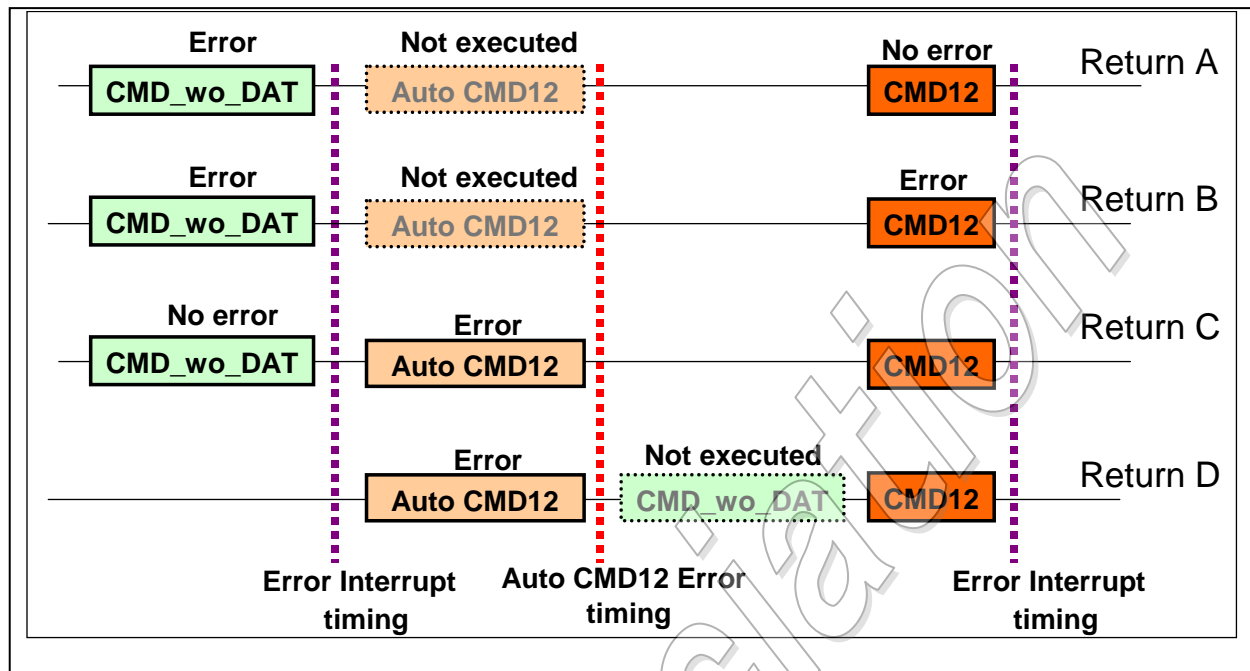 Error Not executed No error Return A
CMD_wo_DAT Auto CMD12 CMD12
Error Not executed Error Return B
CMD_wo_DAT Auto CMD12 CMD12
No error Error Return C
CMD_wo_DAT Auto CMD12 CMD12
Error Not executed Return D
Auto CMD12 CMD_wo_DAT CMD12
Error Interrupt timing
Auto CMD12 Error timing
Error Interrupt timing
ciation